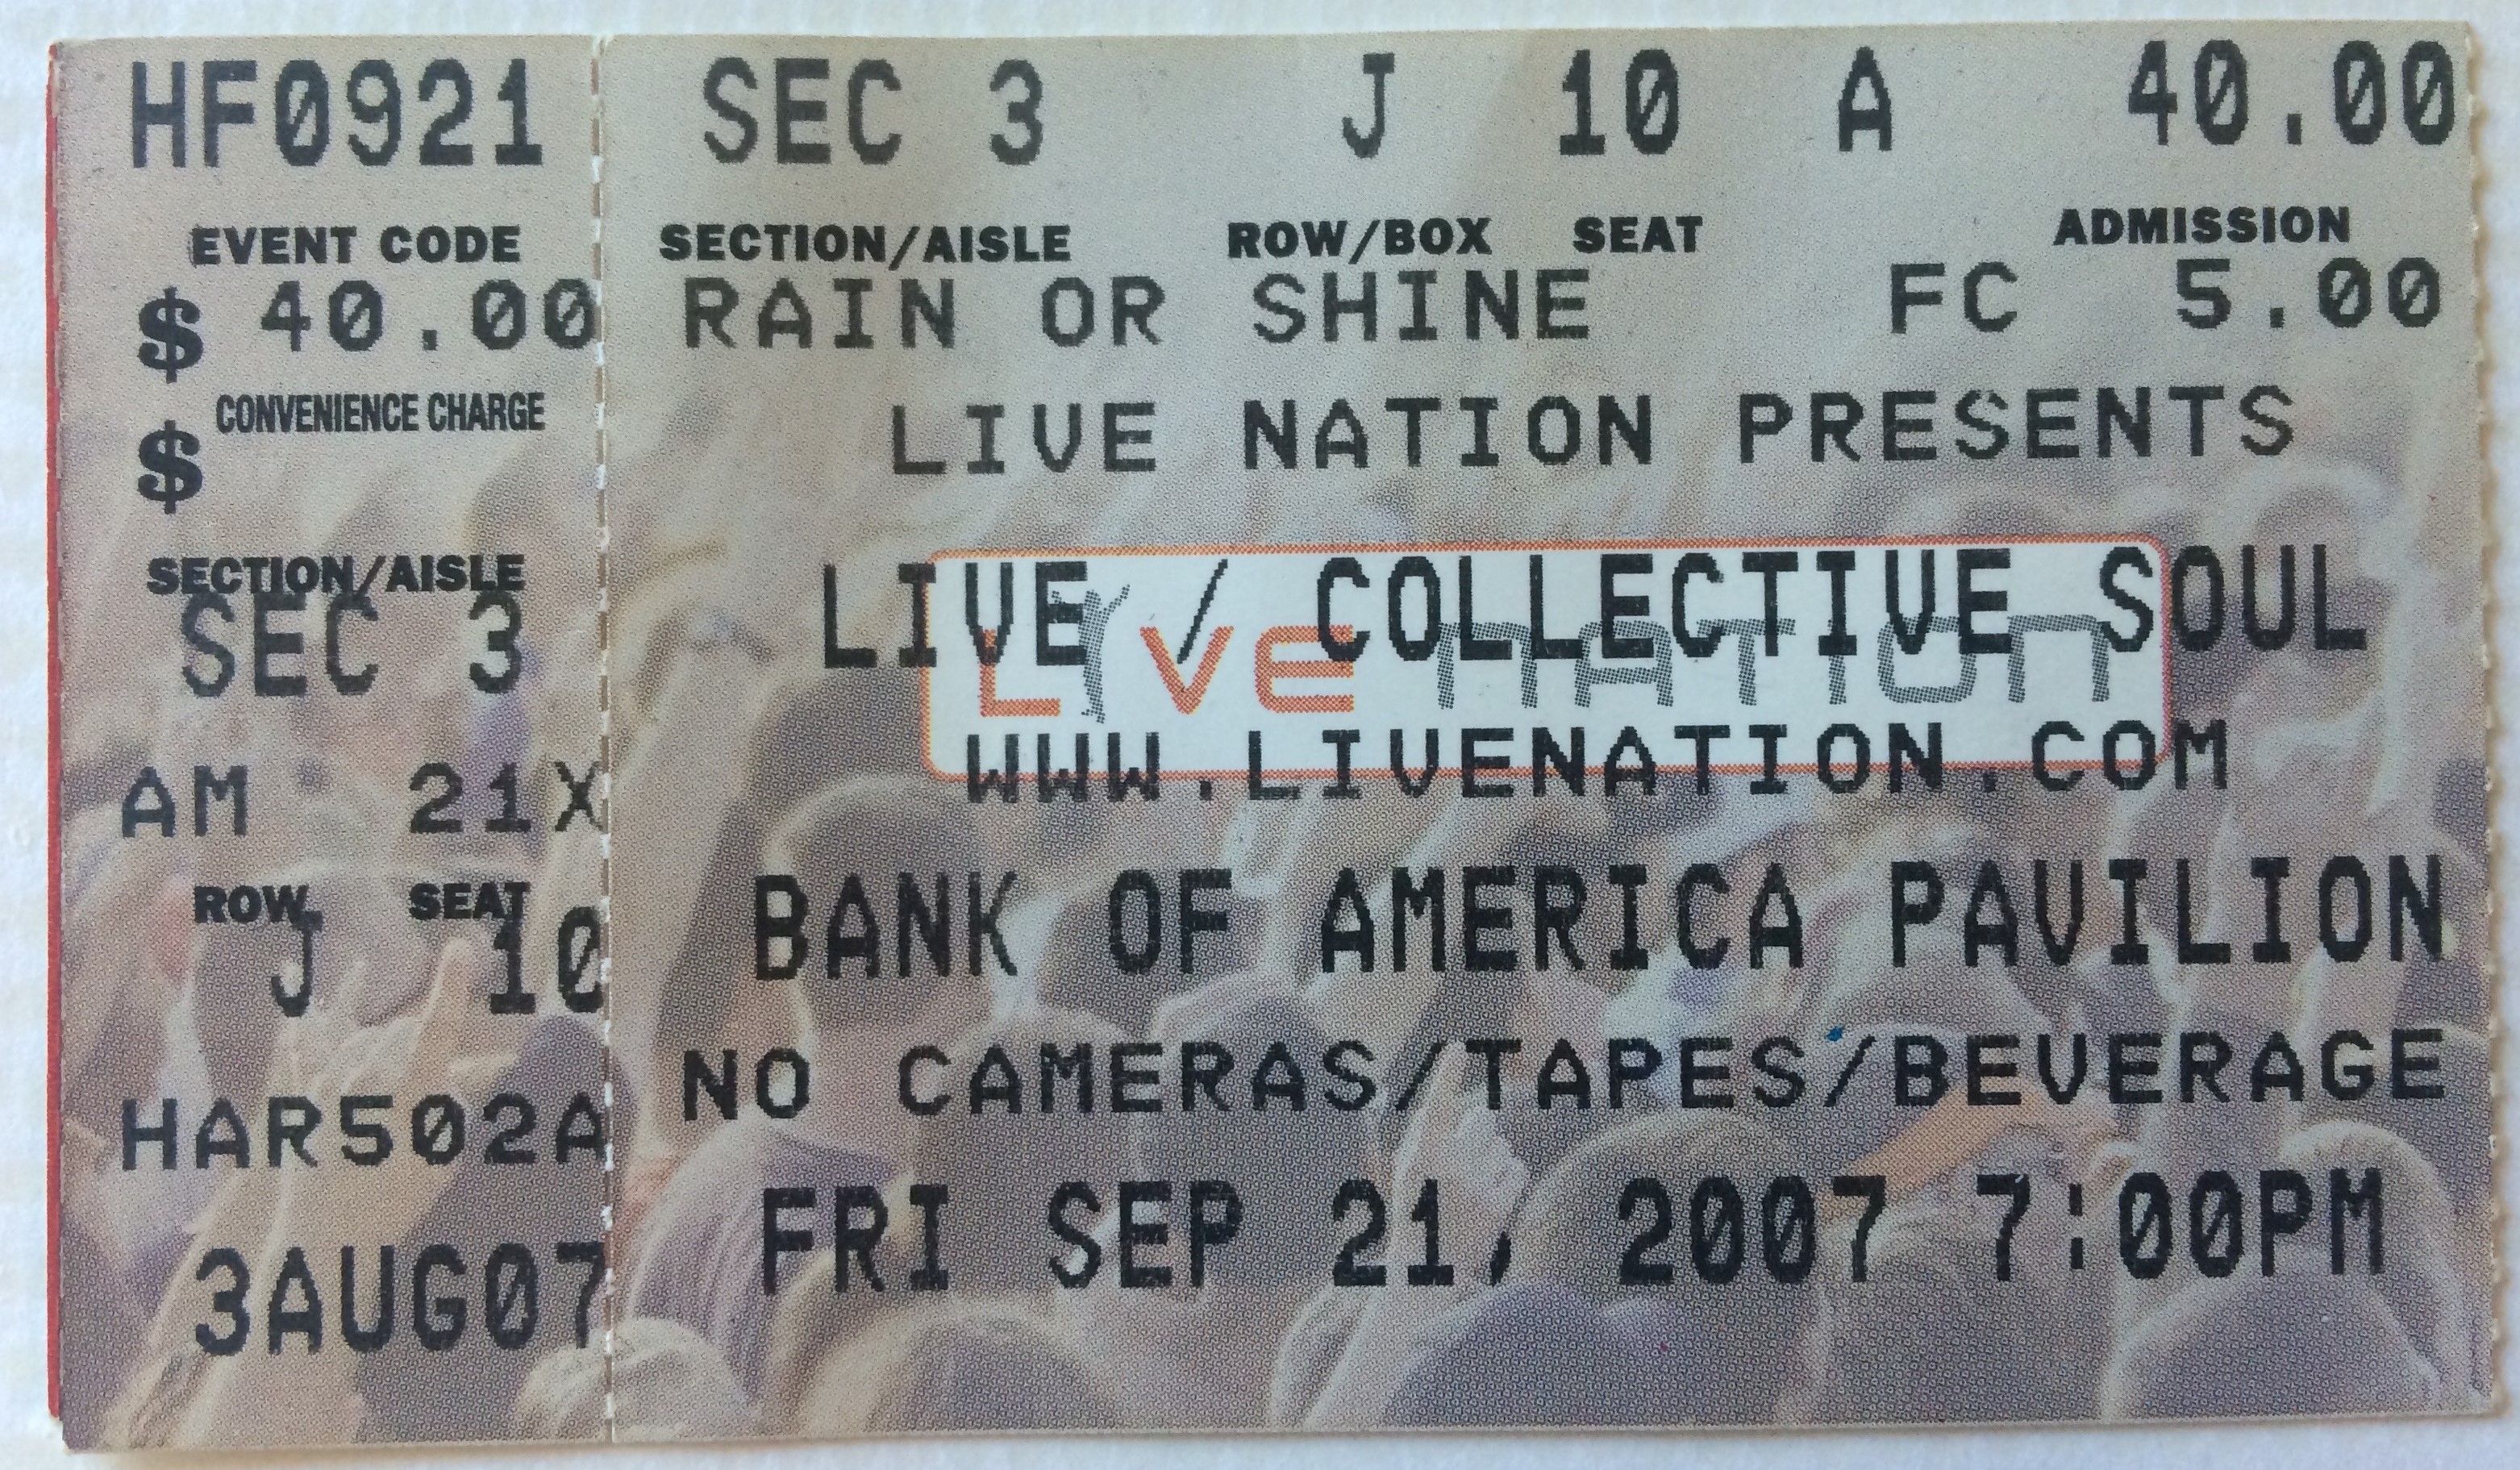 HF0921
EVENT CODE
$ 40.00
CONVENIENCE CHARGE
$
SECTION/AISLE
SEC 3
AM 21X
ROW SEAT
J 10
HAR502A
3AUG07
SEC 3 J 10 A 40.00
SECTION/AISLE ROW/BOX SEAT ADMISSION
RAIN OR SHINE FC 5.00
LIVE NATION PRESENTS
LIVE / COLLECTIVE SOUL
LIVE NATION
WWW.LIVENATION.COM
BANK OF AMERICA PAVILION
NO CAMERAS/TAPES/BEVERAGE
FRI SEP 21, 2007 7:00PM